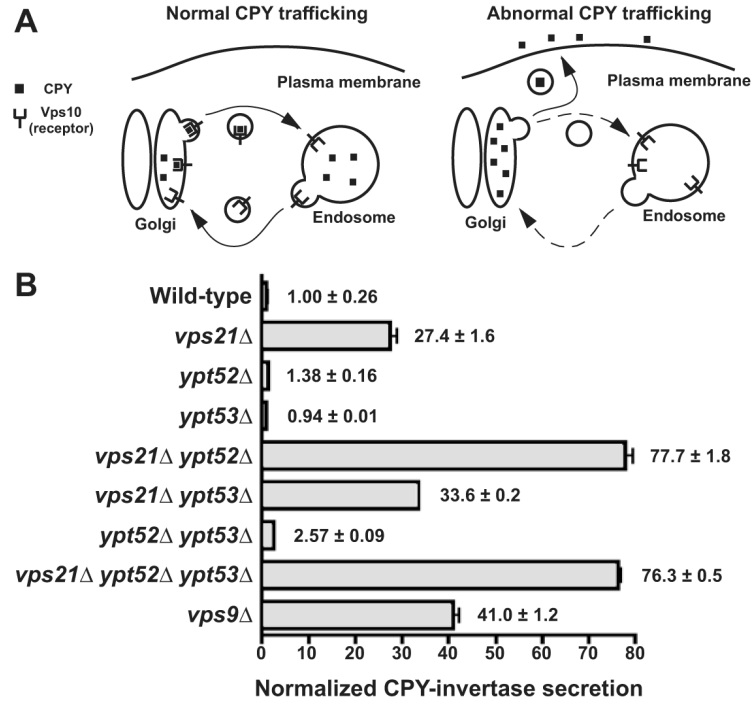 A
Normal CPY trafficking
Abnormal CPY trafficking
CPY
Vps10
(receptor)
Plasma membrane
Golgi
Endosome
Plasma membrane
Golgi
Endosome
B
Wild-type 1.00 ± 0.26
vps21Δ 27.4 ± 1.6
ypt52Δ 1.38 ± 0.16
ypt53Δ 0.94 ± 0.01
vps21Δ ypt52Δ 77.7 ± 1.8
vps21Δ ypt53Δ 33.6 ± 0.2
ypt52Δ ypt53Δ 2.57 ± 0.09
vps21Δ ypt52Δ ypt53Δ 76.3 ± 0.5
vps9Δ 41.0 ± 1.2
0 10 20 30 40 50 60 70 80
Normalized CPY-invertase secretion